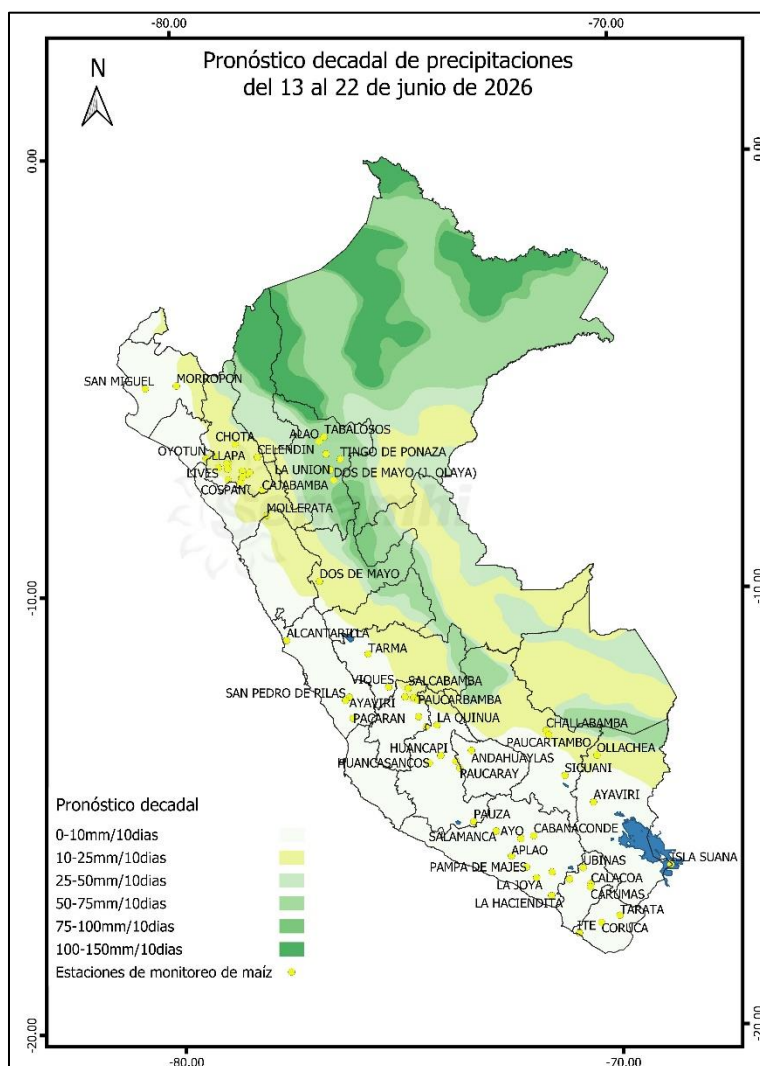 -80.00
-70.00
Pronóstico decadal de precipitaciones
del 13 al 22 de junio de 2026
N
0.00
0.00
SAN MIGUEL
MORROPON
CHOTA
ALAO
TABALOSOS
OYOTUN
LLAPA
CELENDIN
TINGO DE PONAZA
LIVES
LA UNION
DOS DE MAYO (J. OLAYA)
COSPAN
CAJABAMBA
senamhi
MOLLEPATA
DOS DE MAYO
-10.00
-10.00
ALCANTARILLA
TARMA
VIQUES
SALCABAMBA
SAN PEDRO DE PILAS
PAUCARBAMBA
AYAVIRI
PACARAN
LA QUINUA
CHALLABAMBA
HUANCAPI
PAUCARTAMBO
ANDAHUAYLAS
OLLACHEA
HUANCASANCOS
PAUCARAY
SIGUANI
AYAVIRI
Pronóstico decadal
PAUZA
0-10mm/10dias
SALAMANCA
AYO
CABANACONDE
10-25mm/10dias
APLAO
ISLA SUANA
25-50mm/10dias
PAMPA DE MAJES
UBINAS
50-75mm/10dias
LA JOYA
CALACOA
75-100mm/10dias
LA HACIENDITA
CARUMAS
100-150mm/10dias
TARATA
ITE
CORUCA
Estaciones de monitoreo de maíz
-20.00
-20.00
-80.00
-70.00